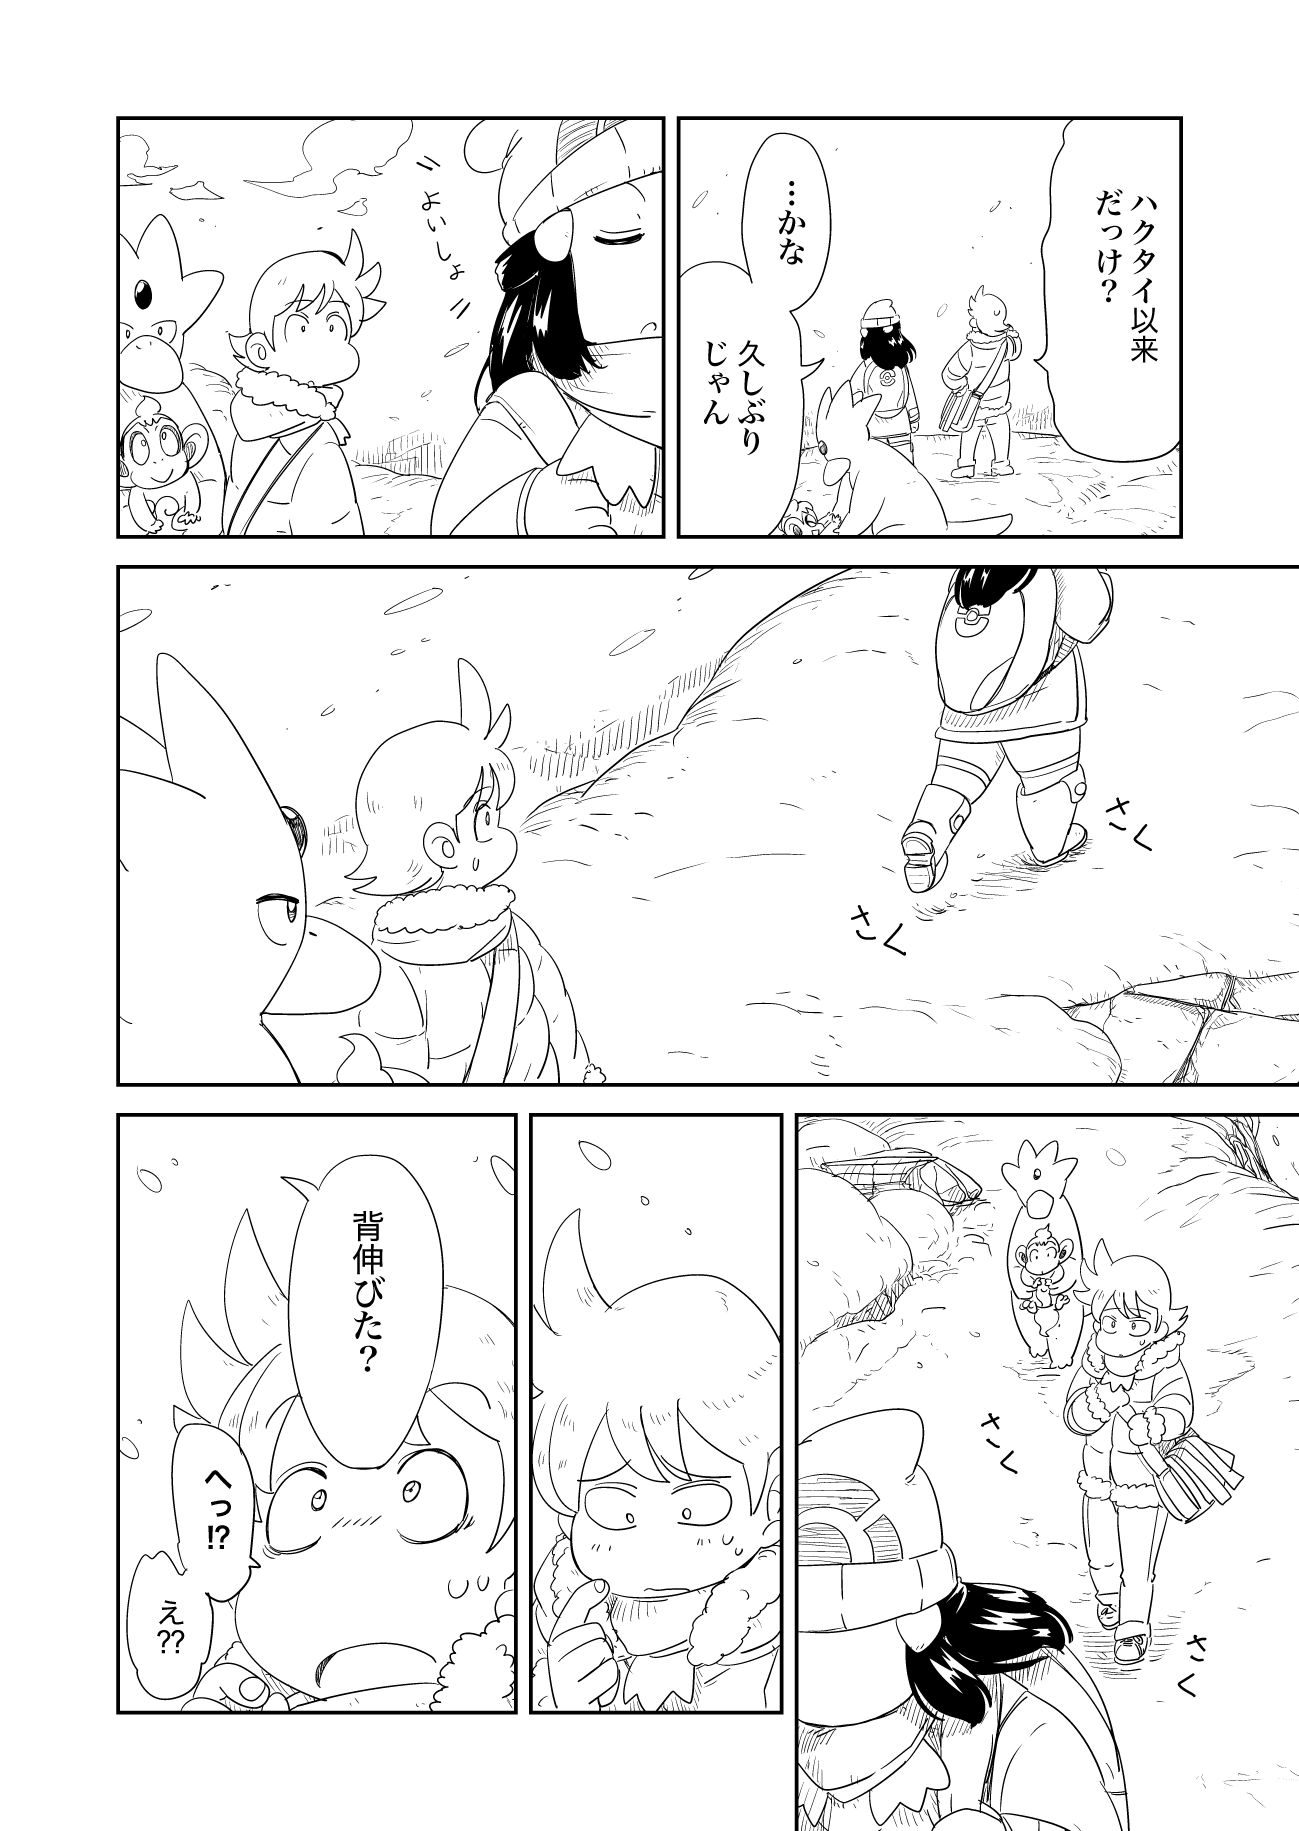 ハクタイ以来
だっけ？
…かな
久しぶり
じゃん
よいしょ
さく
さく
さく
さく
背伸びた？
へっ!?
え??